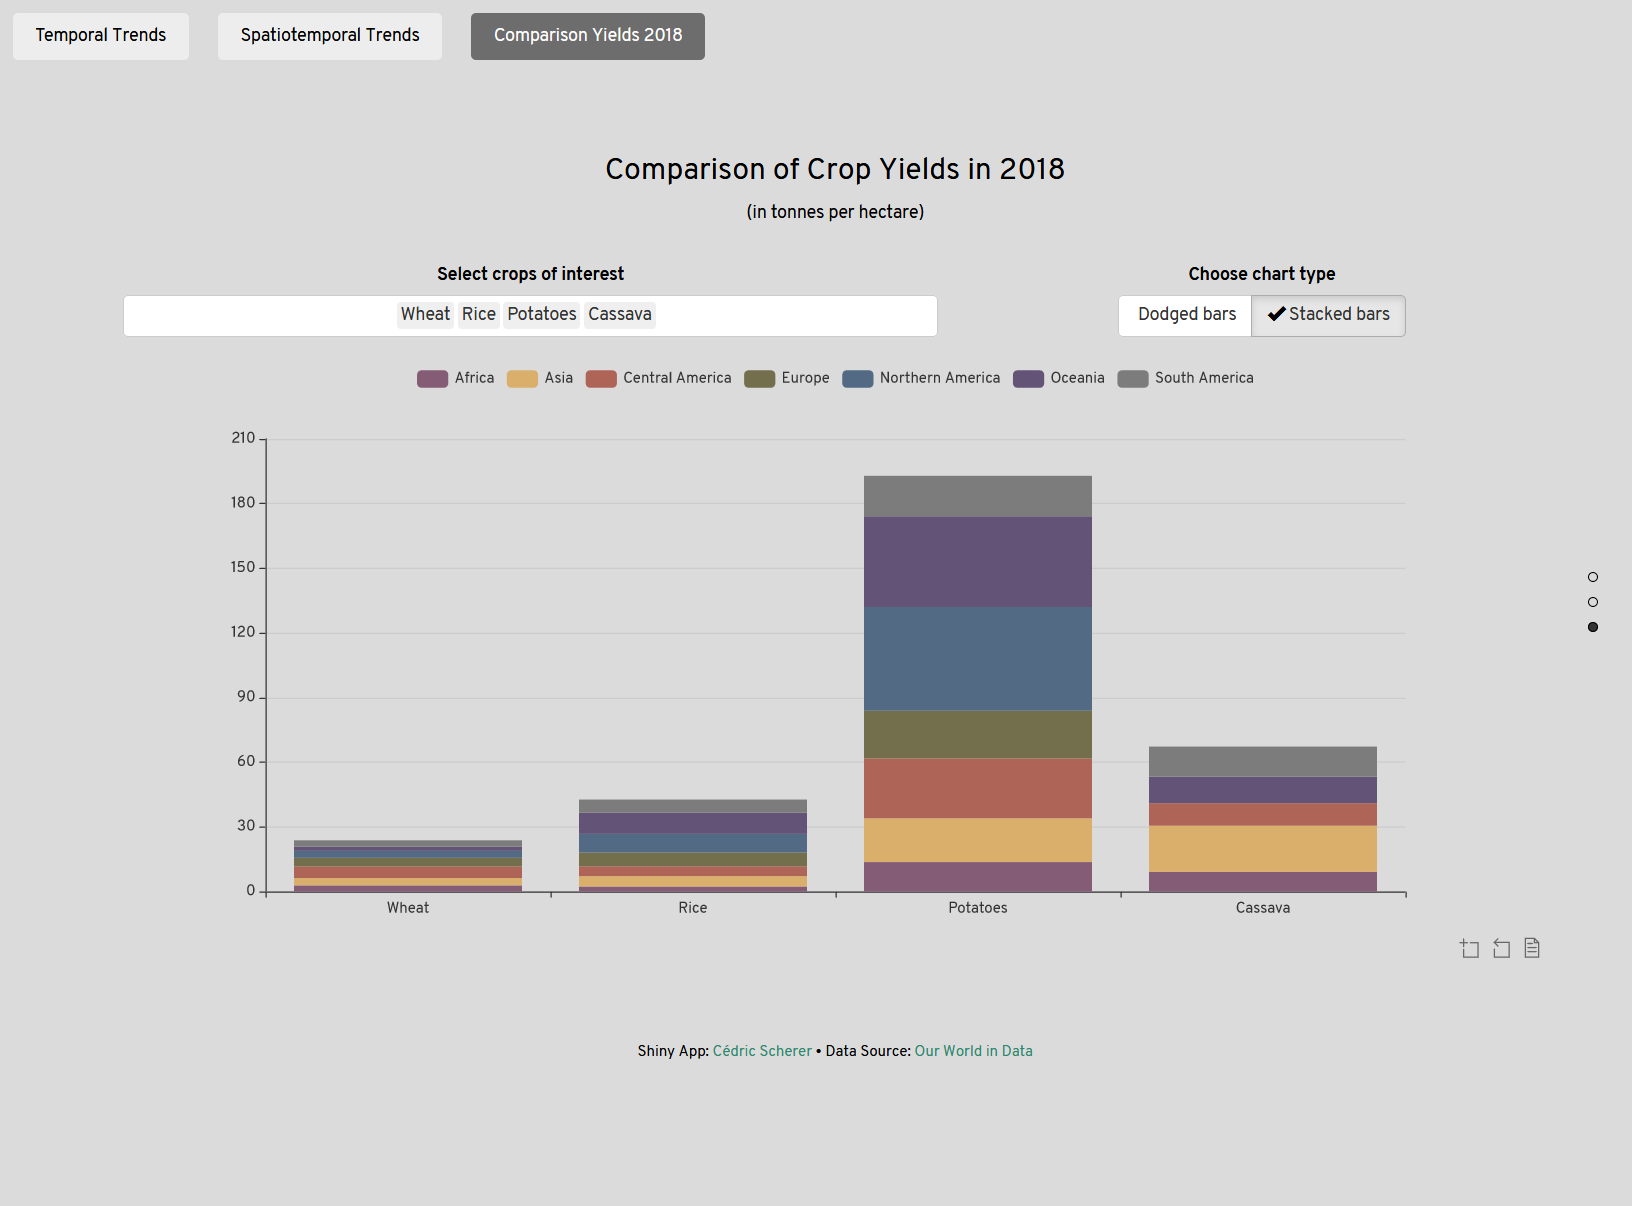 Temporal Trends
Spatiotemporal Trends
Comparison Yields 2018
Comparison of Crop Yields in 2018
(in tonnes per hectare)
Select crops of interest
Wheat Rice Potatoes Cassava
Choose chart type
Dodged bars
Stacked bars
Africa Asia Central America Europe Northern America Oceania South America
210
180
150
120
90
60
30
0
Wheat Rice Potatoes Cassava
Shiny App: Cédric Scherer • Data Source: Our World in Data